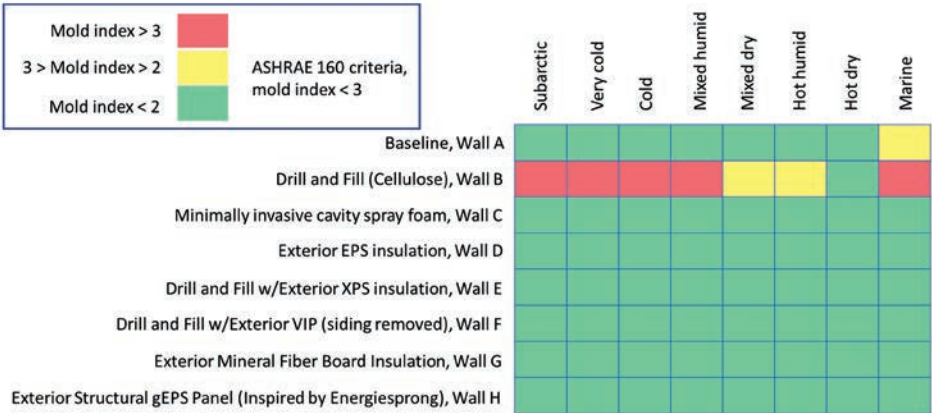 Mold index > 3
3 > Mold index > 2
Mold index < 2
ASHRAE 160 criteria,
mold index < 3
Subarctic
Very cold
Cold
Mixed humid
Mixed dry
Hot humid
Hot dry
Marine
Baseline, Wall A
Drill and Fill (Cellulose), Wall B
Minimally invasive cavity spray foam, Wall C
Exterior EPS insulation, Wall D
Drill and Fill w/Exterior XPS insulation, Wall E
Drill and Fill w/Exterior VIP (siding removed), Wall F
Exterior Mineral Fiber Board Insulation, Wall G
Exterior Structural gEPS Panel (Inspired by Energiesprong), Wall H